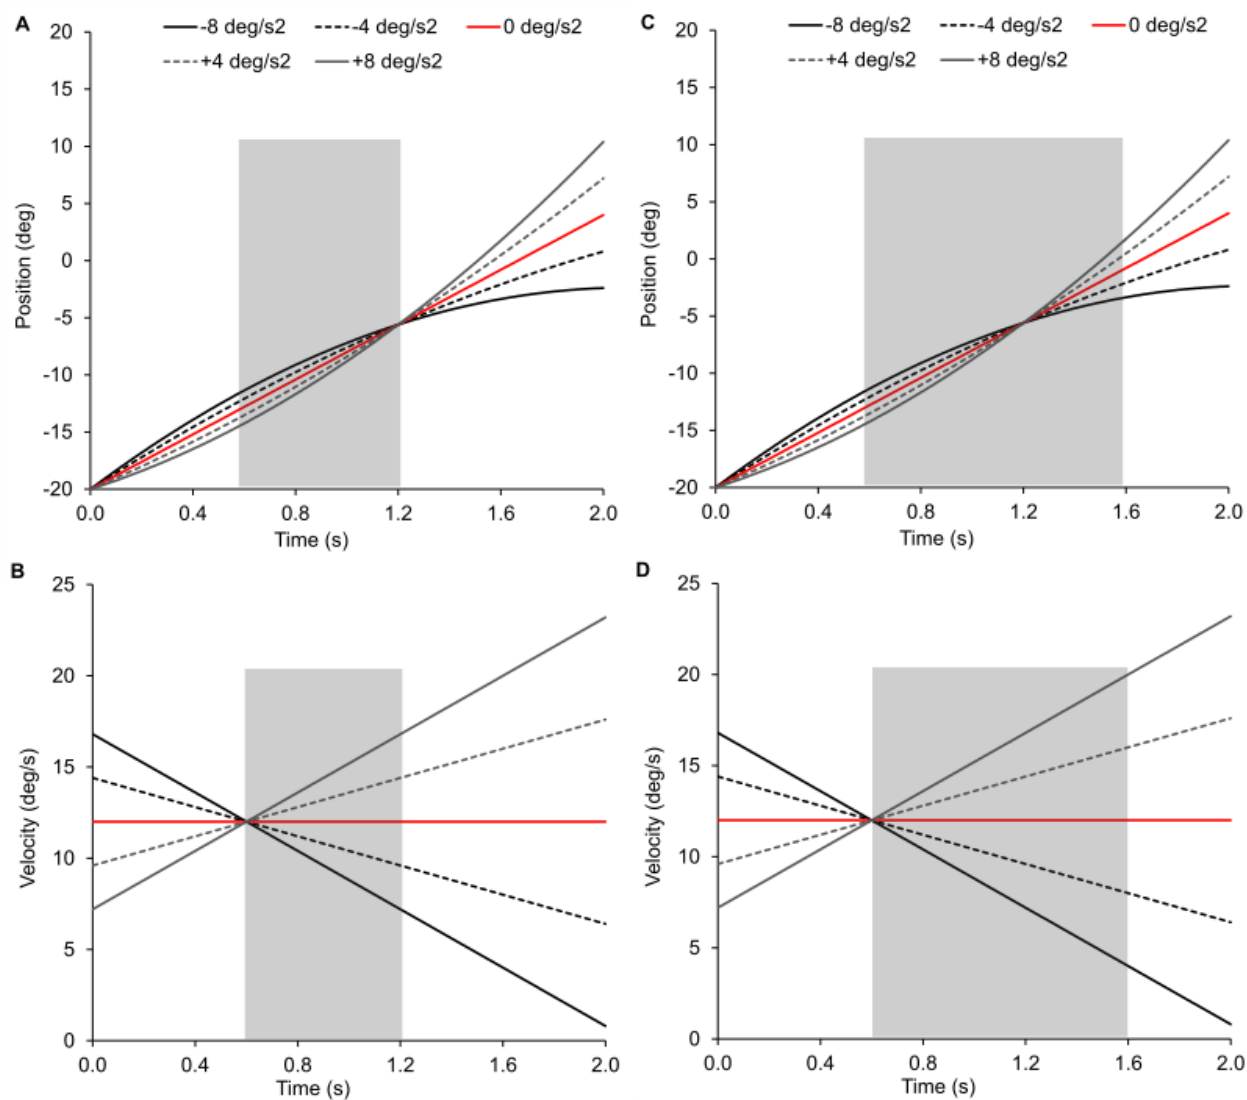 A
-8 deg/s2 -4 deg/s2 0 deg/s2
+4 deg/s2 +8 deg/s2
20
15
10
5
0
-5
-10
-15
-20
Position (deg)
0.0 0.4 0.8 1.2 1.6 2.0
Time (s)
C
-8 deg/s2 -4 deg/s2 0 deg/s2
+4 deg/s2 +8 deg/s2
20
15
10
5
0
-5
-10
-15
-20
Position (deg)
0.0 0.4 0.8 1.2 1.6 2.0
Time (s)
B
25
20
15
10
5
0
Velocity (deg/s)
0.0 0.4 0.8 1.2 1.6 2.0
Time (s)
D
25
20
15
10
5
0
Velocity (deg/s)
0.0 0.4 0.8 1.2 1.6 2.0
Time (s)